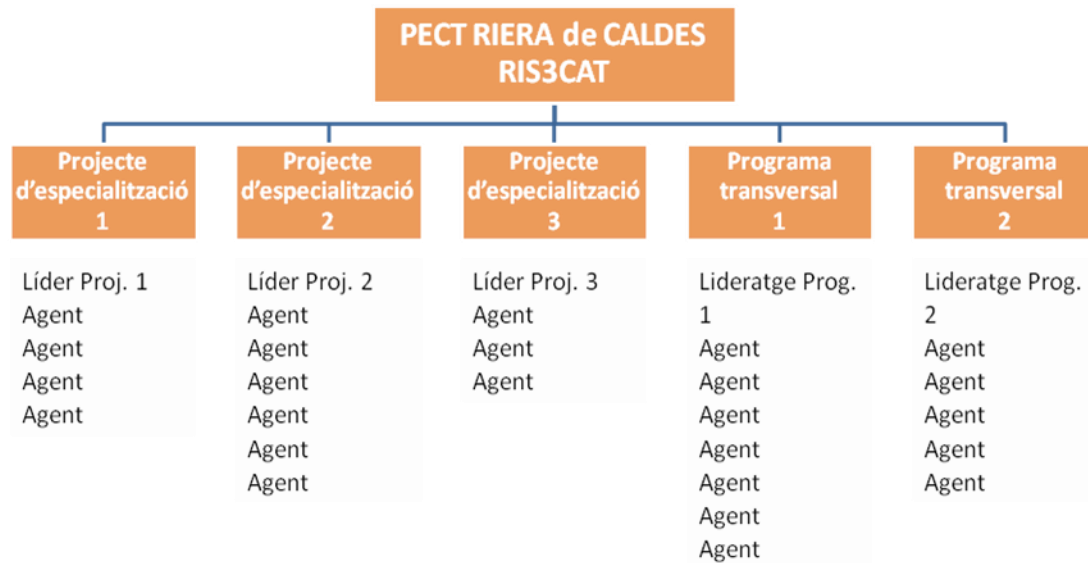 PECT RIERA de CALDES
RIS3CAT
Projecte
d'especialització
1
Projecte
d'especialització
2
Projecte
d'especialització
3
Programa
transversal
1
Programa
transversal
2
Líder Proj. 1
Agent
Agent
Agent
Agent
Líder Proj. 2
Agent
Agent
Agent
Agent
Agent
Agent
Líder Proj. 3
Agent
Agent
Agent
Lideratge Prog.
1
Agent
Agent
Agent
Agent
Agent
Agent
Agent
Lideratge Prog.
2
Agent
Agent
Agent
Agent
Agent